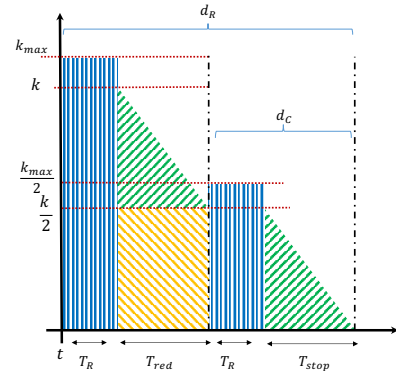 d_R
k_max
k
d_C
k_max/2
k/2
t
T_R T_red T_R T_stop